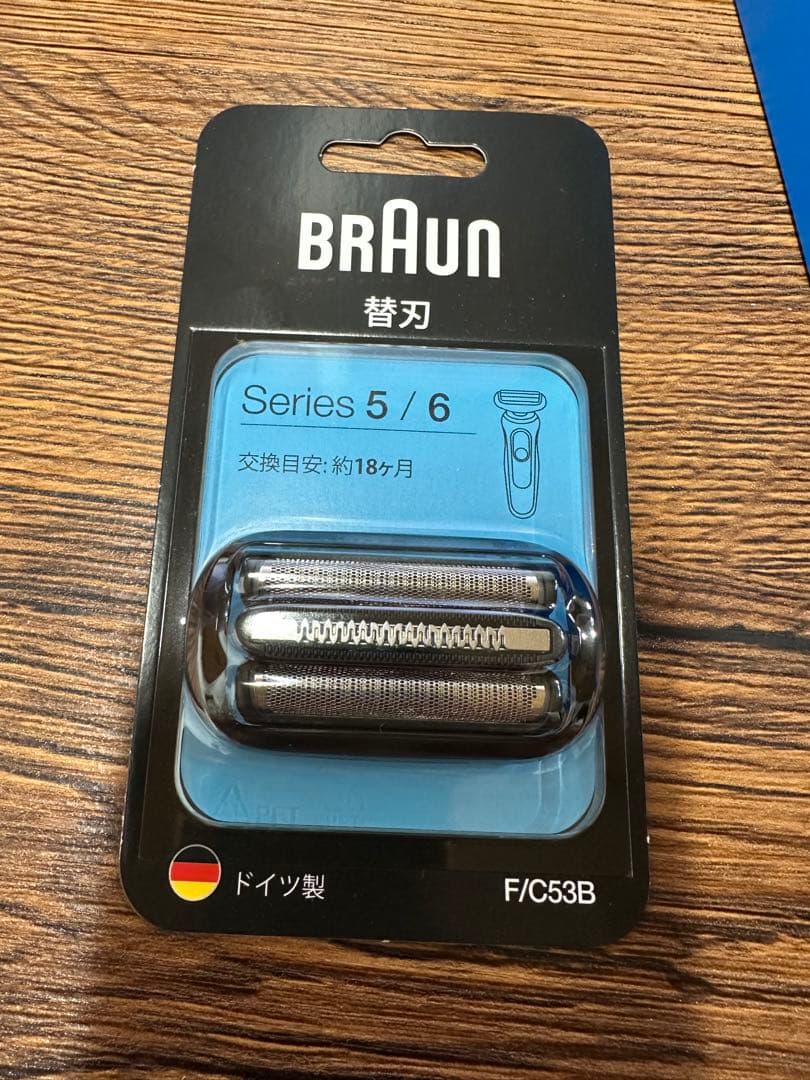 BRAUN
替刃
Series 5 / 6
交換目安: 約18ヶ月
PET
ドイツ製
F/C53B